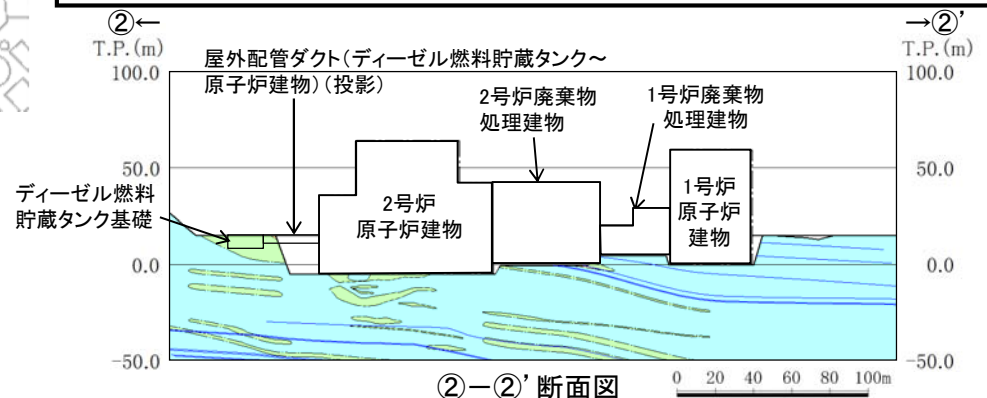 ②←
→②'
T.P.(m)
T.P.(m)
100.0
50.0
0.0
-50.0
100.0
50.0
0.0
-50.0
屋外配管ダクト(ディーゼル燃料貯蔵タンク~
原子炉建物)(投影)
2号炉廃棄物
処理建物
1号炉廃棄物
処理建物
ディーゼル燃料
貯蔵タンク基礎
2号炉
原子炉建物
1号炉
原子炉
建物
②-②'断面図
0 20 40 60 80 100m